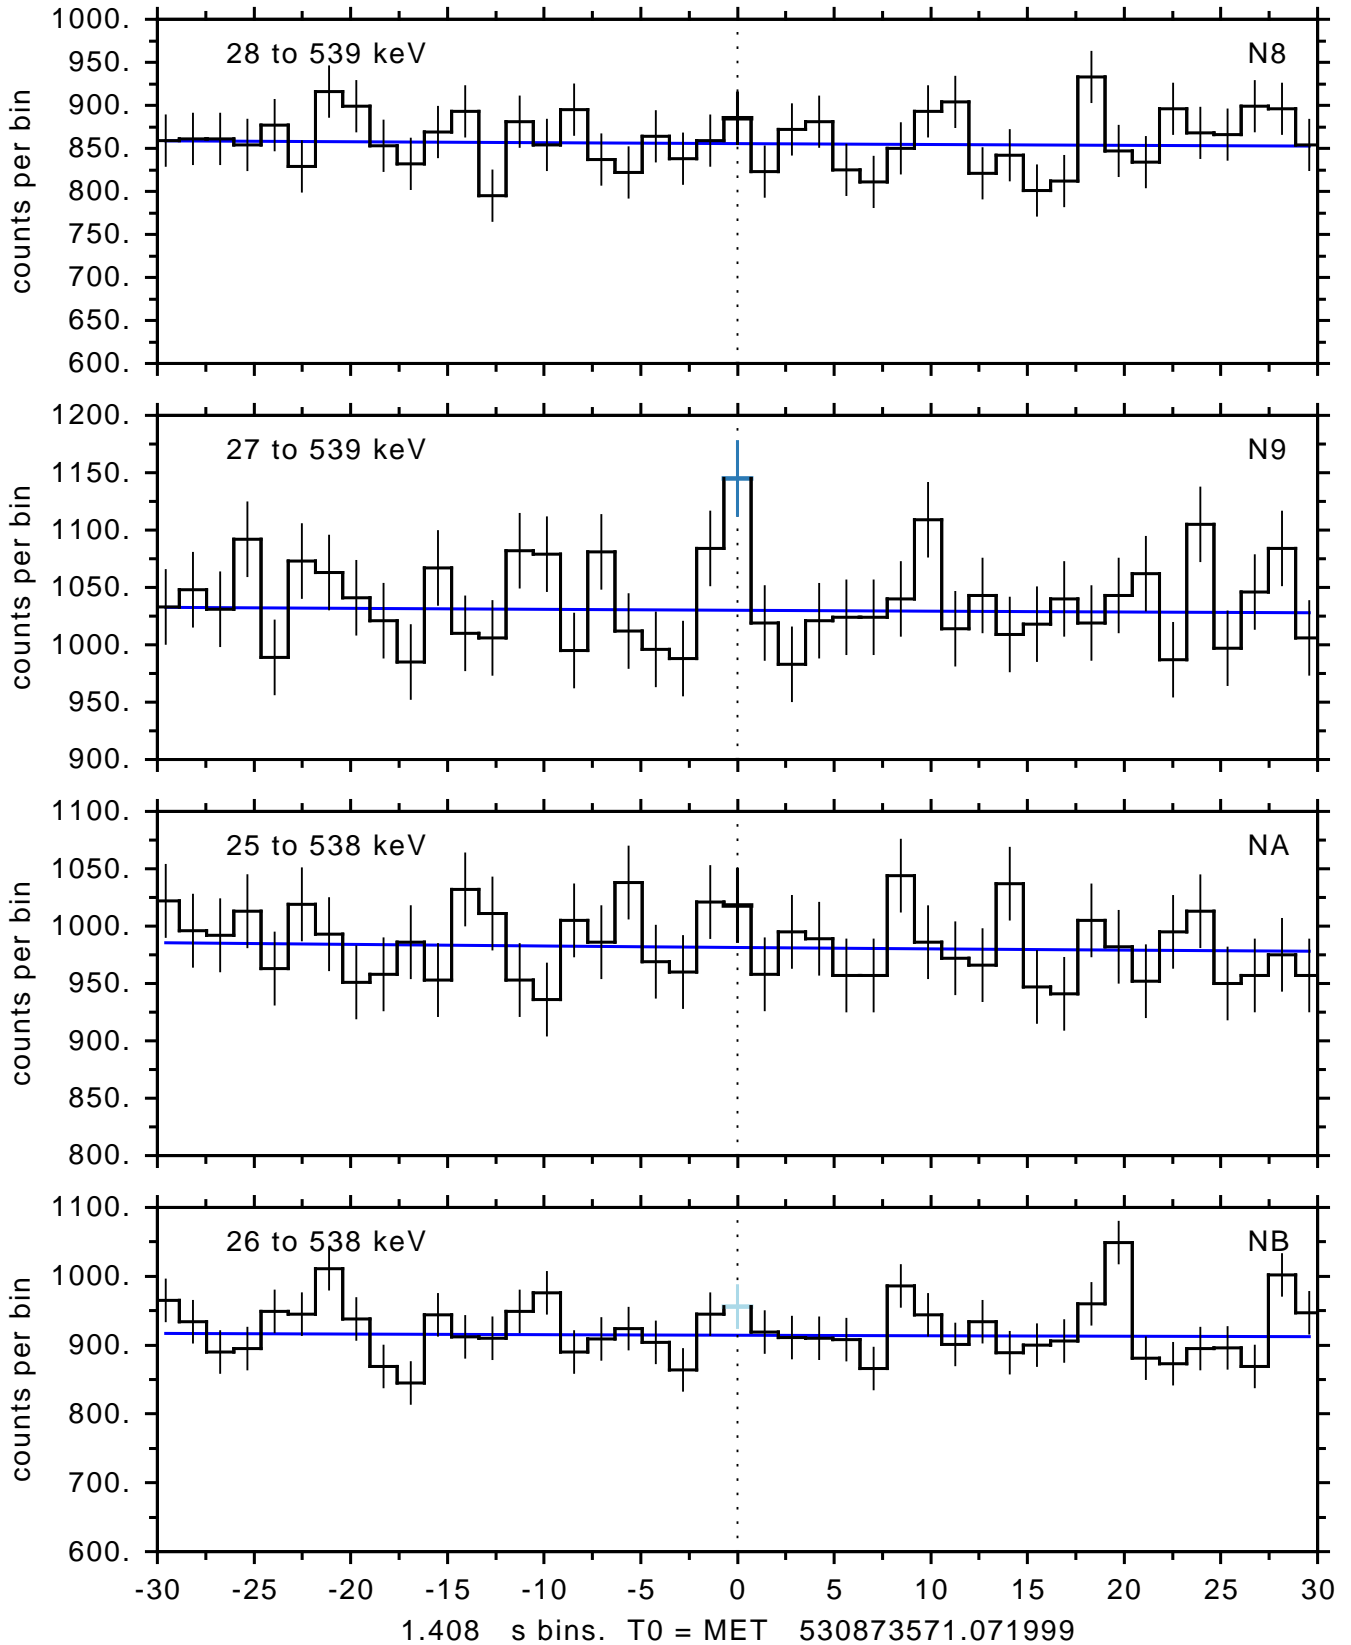 1000.
28 to 539 keV N8
950.
900.
850.
800.
750.
700.
650.
600.
counts per bin
1200.
27 to 539 keV N9
1150.
1100.
1050.
1000.
950.
900.
counts per bin
1100.
25 to 538 keV NA
1050.
1000.
950.
900.
850.
800.
counts per bin
1100.
26 to 538 keV NB
1000.
900.
800.
700.
600.
counts per bin
-30 -25 -20 -15 -10 -5 0 5 10 15 20 25 30
1.408 s bins. T0 = MET 530873571.071999